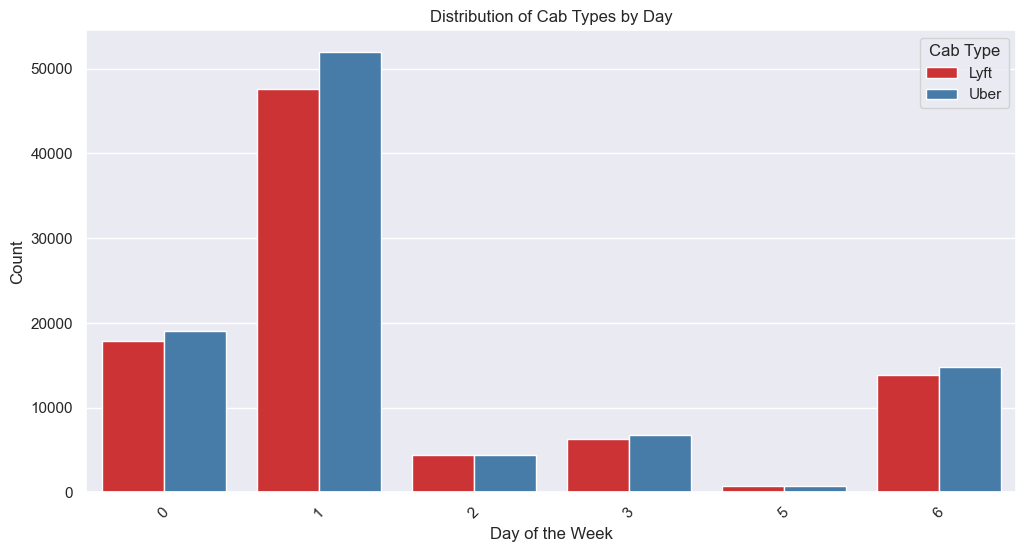 Distribution of Cab Types by Day
Cab Type
Lyft
Uber
Count
50000
40000
30000
20000
10000
0
0 1 2 3 5 6
Day of the Week